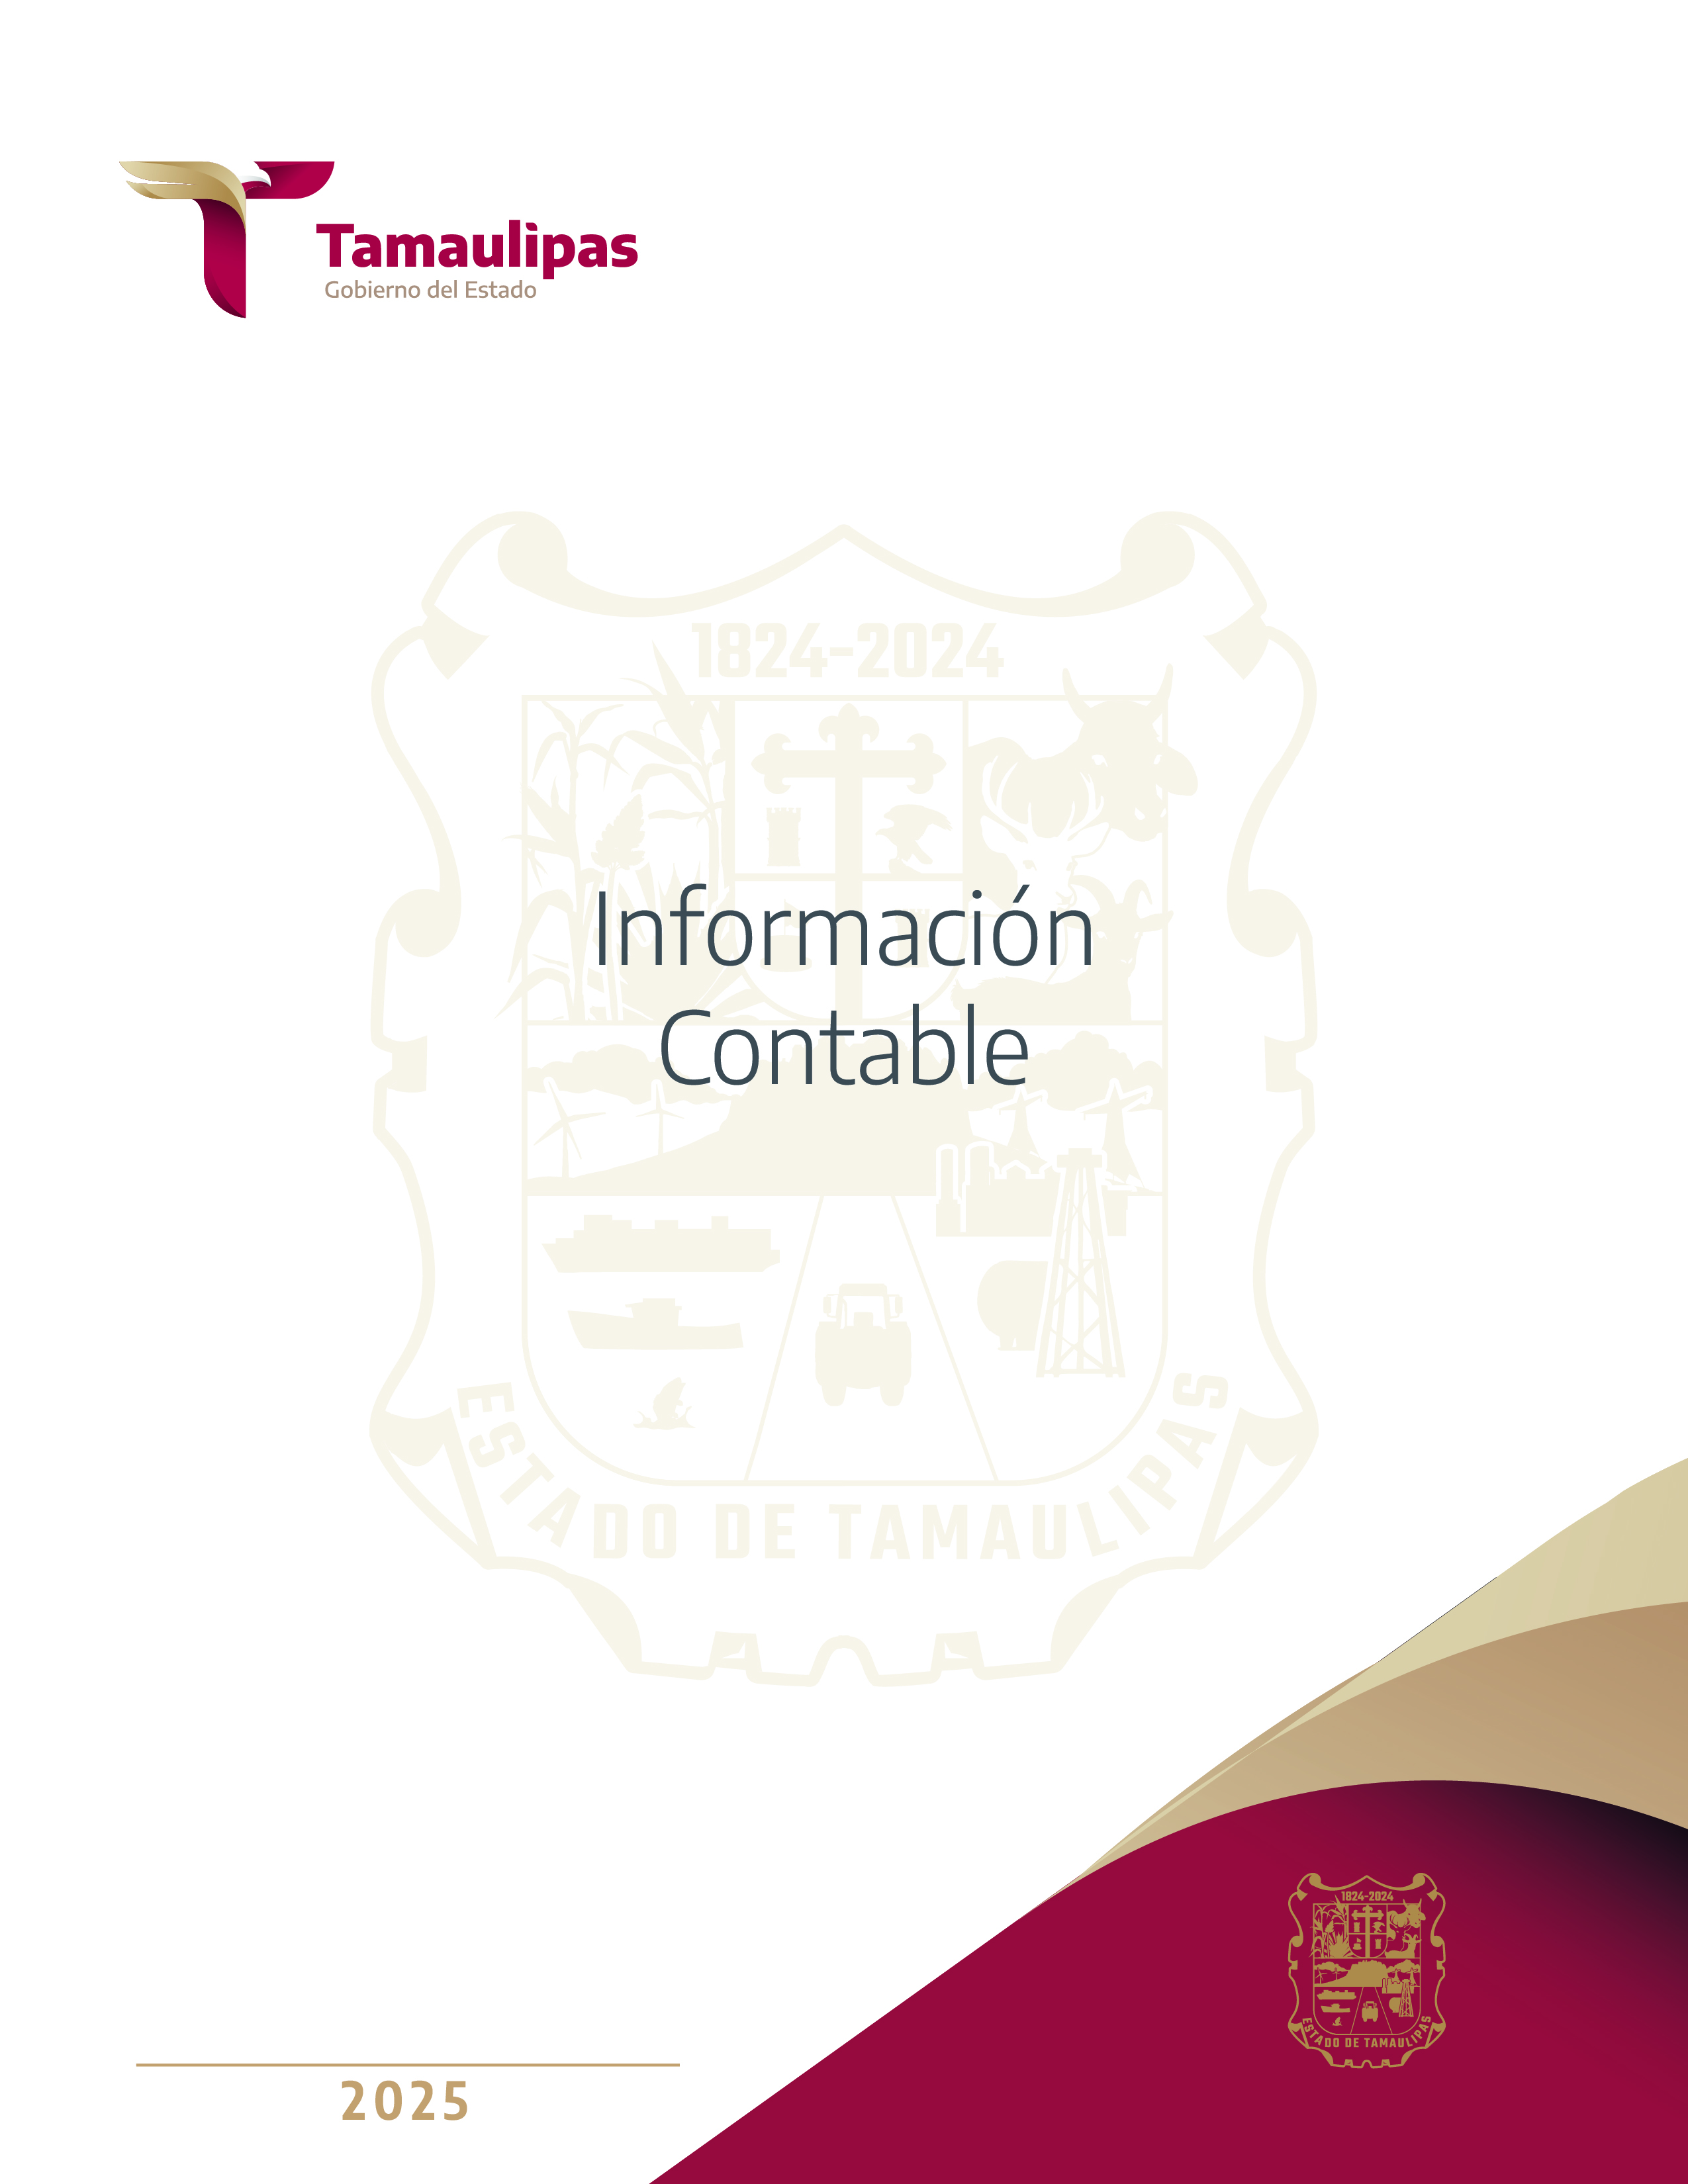 Tamaulipas
Gobierno del Estado
1824-2024
Información
Contable
ESTADO DE TAMAULIPAS
1824-2024
ESTADO DE TAMAULIPAS
2025